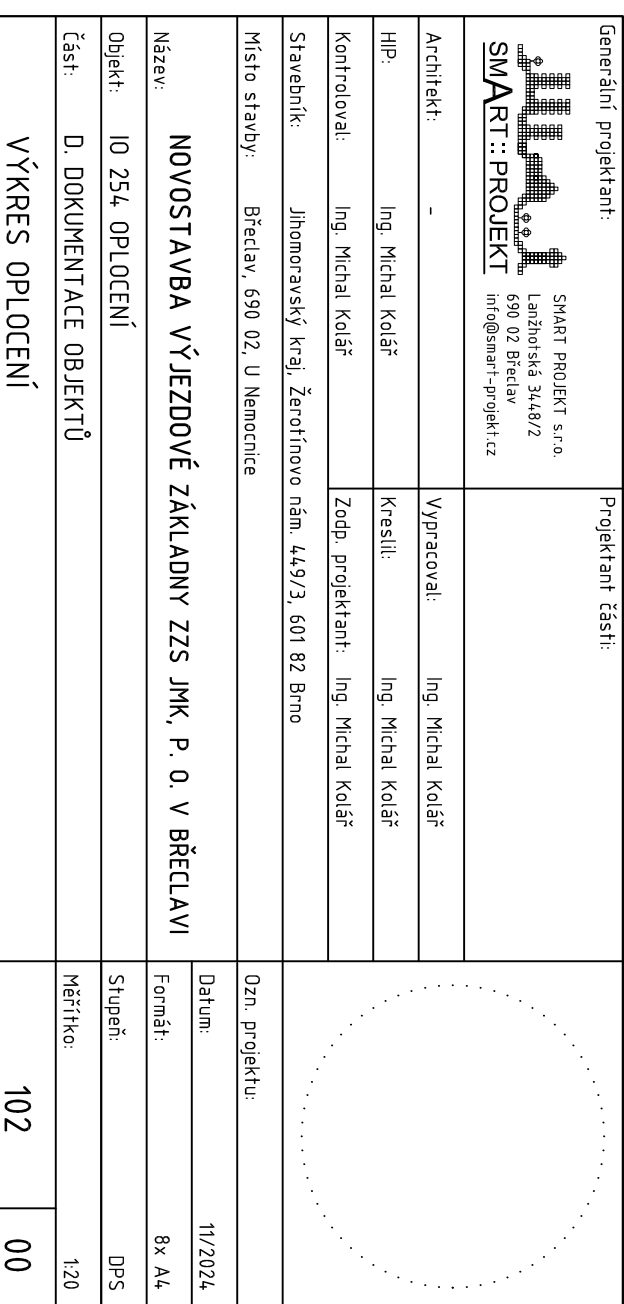 Generální projektant:
Projektant části:
SMART :: PROJEKT
SMART PROJEKT s.r.o.
Lanžhotská 3448/2
690 02 Břeclav
info@smart-projekt.cz
Architekt: -
Vypracoval: Ing. Michal Kolář
HIP: Ing. Michal Kolář
Kreslil: Ing. Michal Kolář
Kontroloval: Ing. Michal Kolář
Zodp. projektant: Ing. Michal Kolář
Stavebník: Jihomoravský kraj, Žerotínovo nám. 449/3, 601 82 Brno
Místo stavby: Břeclav, 690 02, U Nemocnice
Ozn. projektu:
Název: NOVOSTAVBA VÝJEZDOVÉ ZÁKLADNY ZZS JMK, P. O. V BŘECLAVI
Datum: 11/2024
Formát: 8x A4
Objekt: IO 254 OPLOCENÍ
Stupeň: DPS
Část: D. DOKUMENTACE OBJEKTŮ
Měřítko: 1:20
VÝKRES OPLOCENÍ
102 00